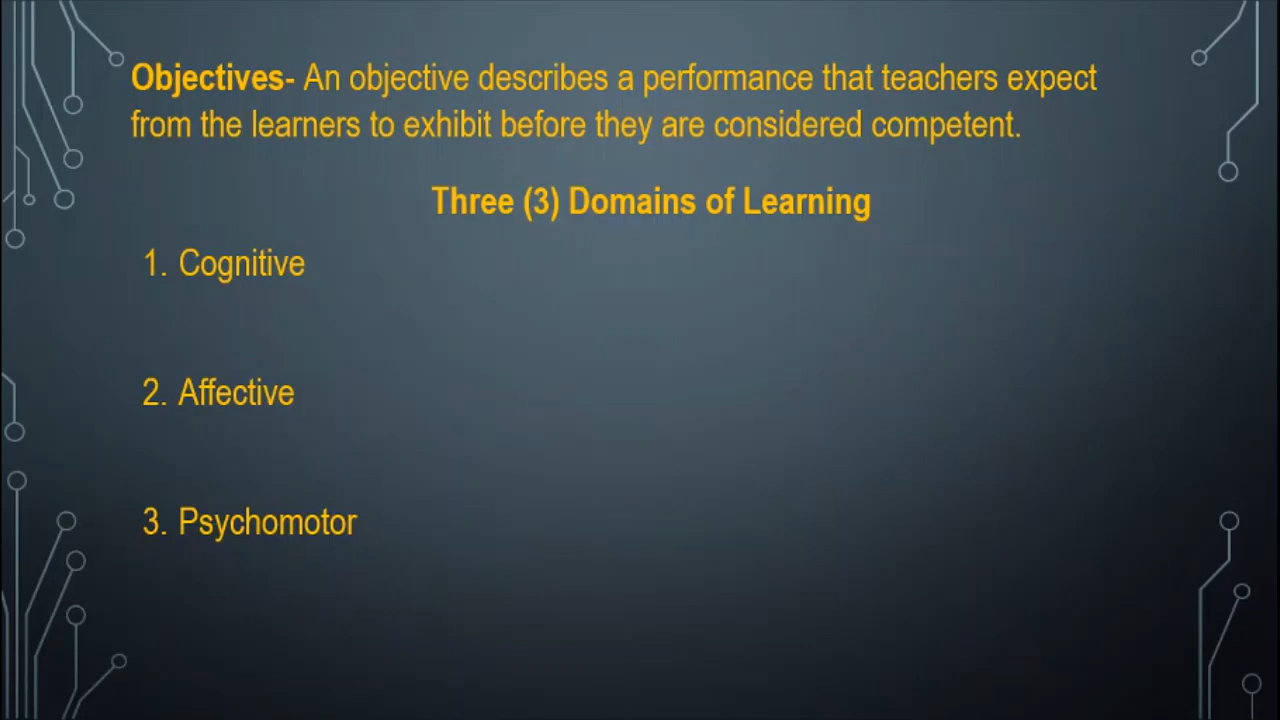 Objectives- An objective describes a performance that teachers expect
from the learners to exhibit before they are considered competent.
Three (3) Domains of Learning
1. Cognitive
2. Affective
3. Psychomotor